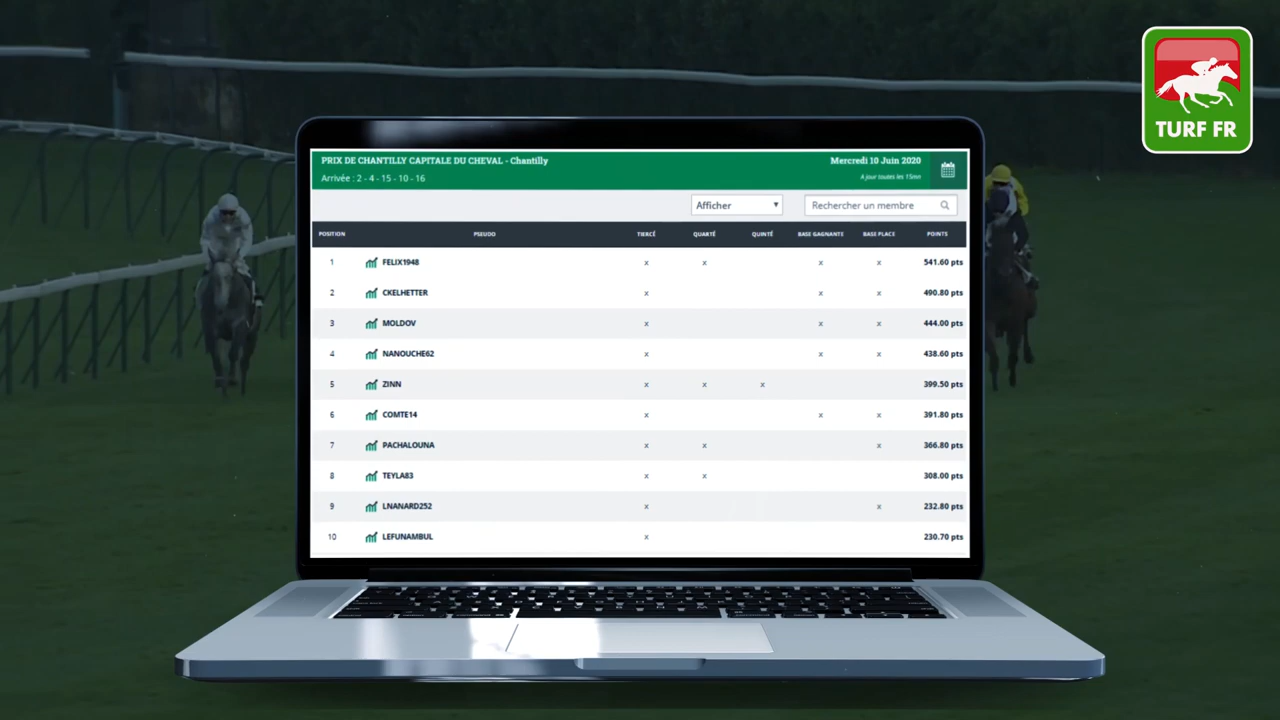 TURF FR
PRIX DE CHANTILLY CAPITALE DU CHEVAL - Chantilly
Mercredi 10 Juin 2020
Arrivée : 2 - 4 - 15 - 10 - 16
A jour toutes les 15mn
Afficher
Rechercher un membre
POSITION PSEUDO TIERCÉ QUARTÉ QUINTÉ BASE GAGNANTE BASE PLACE POINTS
1 FELIX1948 x x x x 541.60 pts
2 CKELHETTER x x x 490.80 pts
3 MOLDOV x x x 444.00 pts
4 NANOUCHE62 x x x 438.60 pts
5 ZINN x x x 399.50 pts
6 COMTE14 x x x 391.80 pts
7 PACHALOUNA x x x 366.80 pts
8 TEYLA83 x x 308.00 pts
9 LNANARD252 x x 232.80 pts
10 LEFUNAMBUL x 230.70 pts